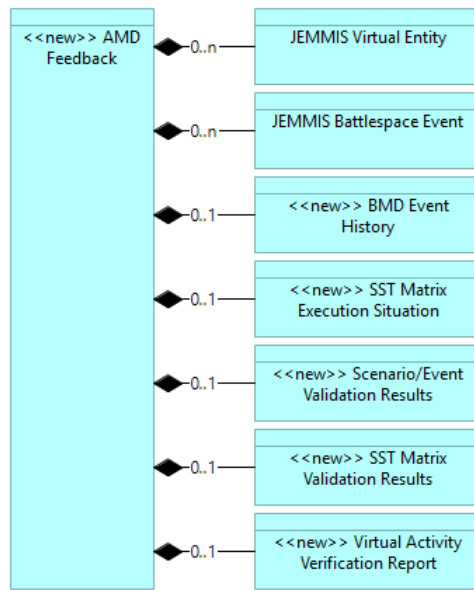 <<new>> AMD
Feedback
0..n
JEMMIS Virtual Entity
0..n
JEMMIS Battlespace Event
0..1
<<new>> BMD Event
History
0..1
<<new>> SST Matrix
Execution Situation
0..1
<<new>> Scenario/Event
Validation Results
0..1
<<new>> SST Matrix
Validation Results
0..1
<<new>> Virtual Activity
Verification Report